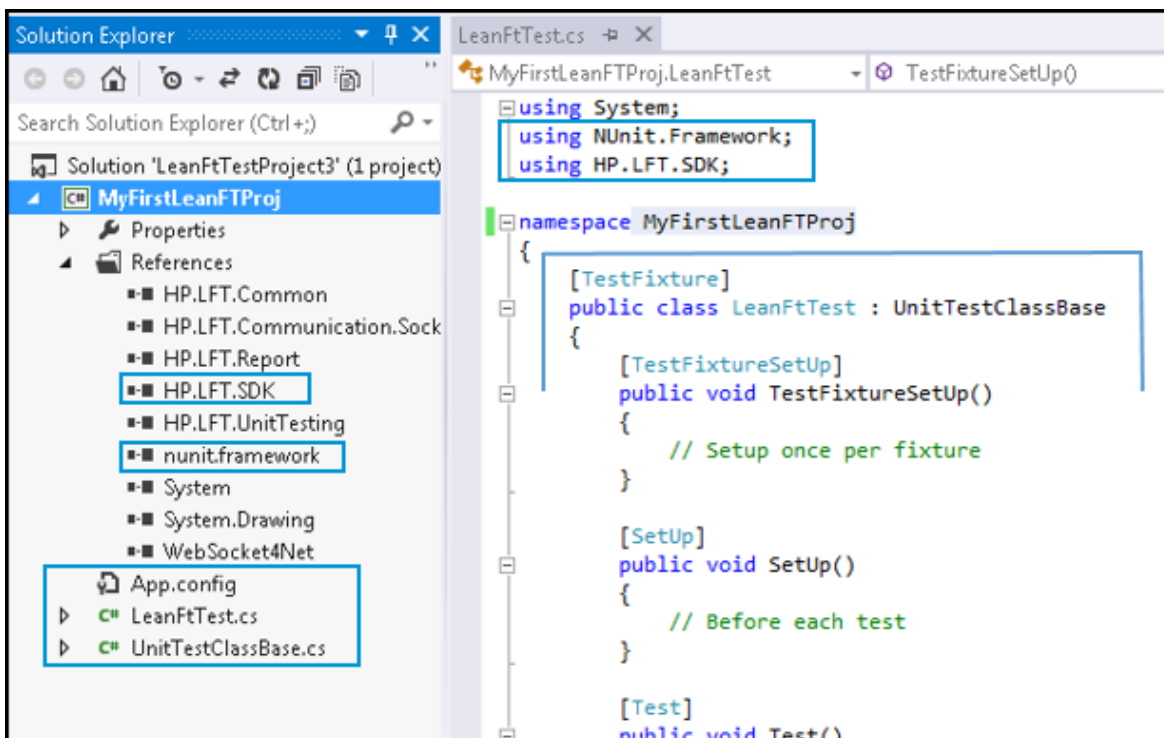 Solution Explorer
Search Solution Explorer (Ctrl+;)
Solution 'LeanFtTestProject3' (1 project)
C# MyFirstLeanFTProj
Properties
References
HP.LFT.Common
HP.LFT.Communication.Sock
HP.LFT.Report
HP.LFT.SDK
HP.LFT.UnitTesting
nunit.framework
System
System.Drawing
WebSocket4Net
App.config
C# LeanFtTest.cs
C# UnitTestClassBase.cs
LeanFtTest.cs
MyFirstLeanFTProj.LeanFtTest
TestFixtureSetUp()
using System;
using NUnit.Framework;
using HP.LFT.SDK;
namespace MyFirstLeanFTProj
{
[TestFixture]
public class LeanFtTest : UnitTestClassBase
{
[TestFixtureSetUp]
public void TestFixtureSetUp()
{
// Setup once per fixture
}
[SetUp]
public void SetUp()
{
// Before each test
}
[Test]
public void Test()